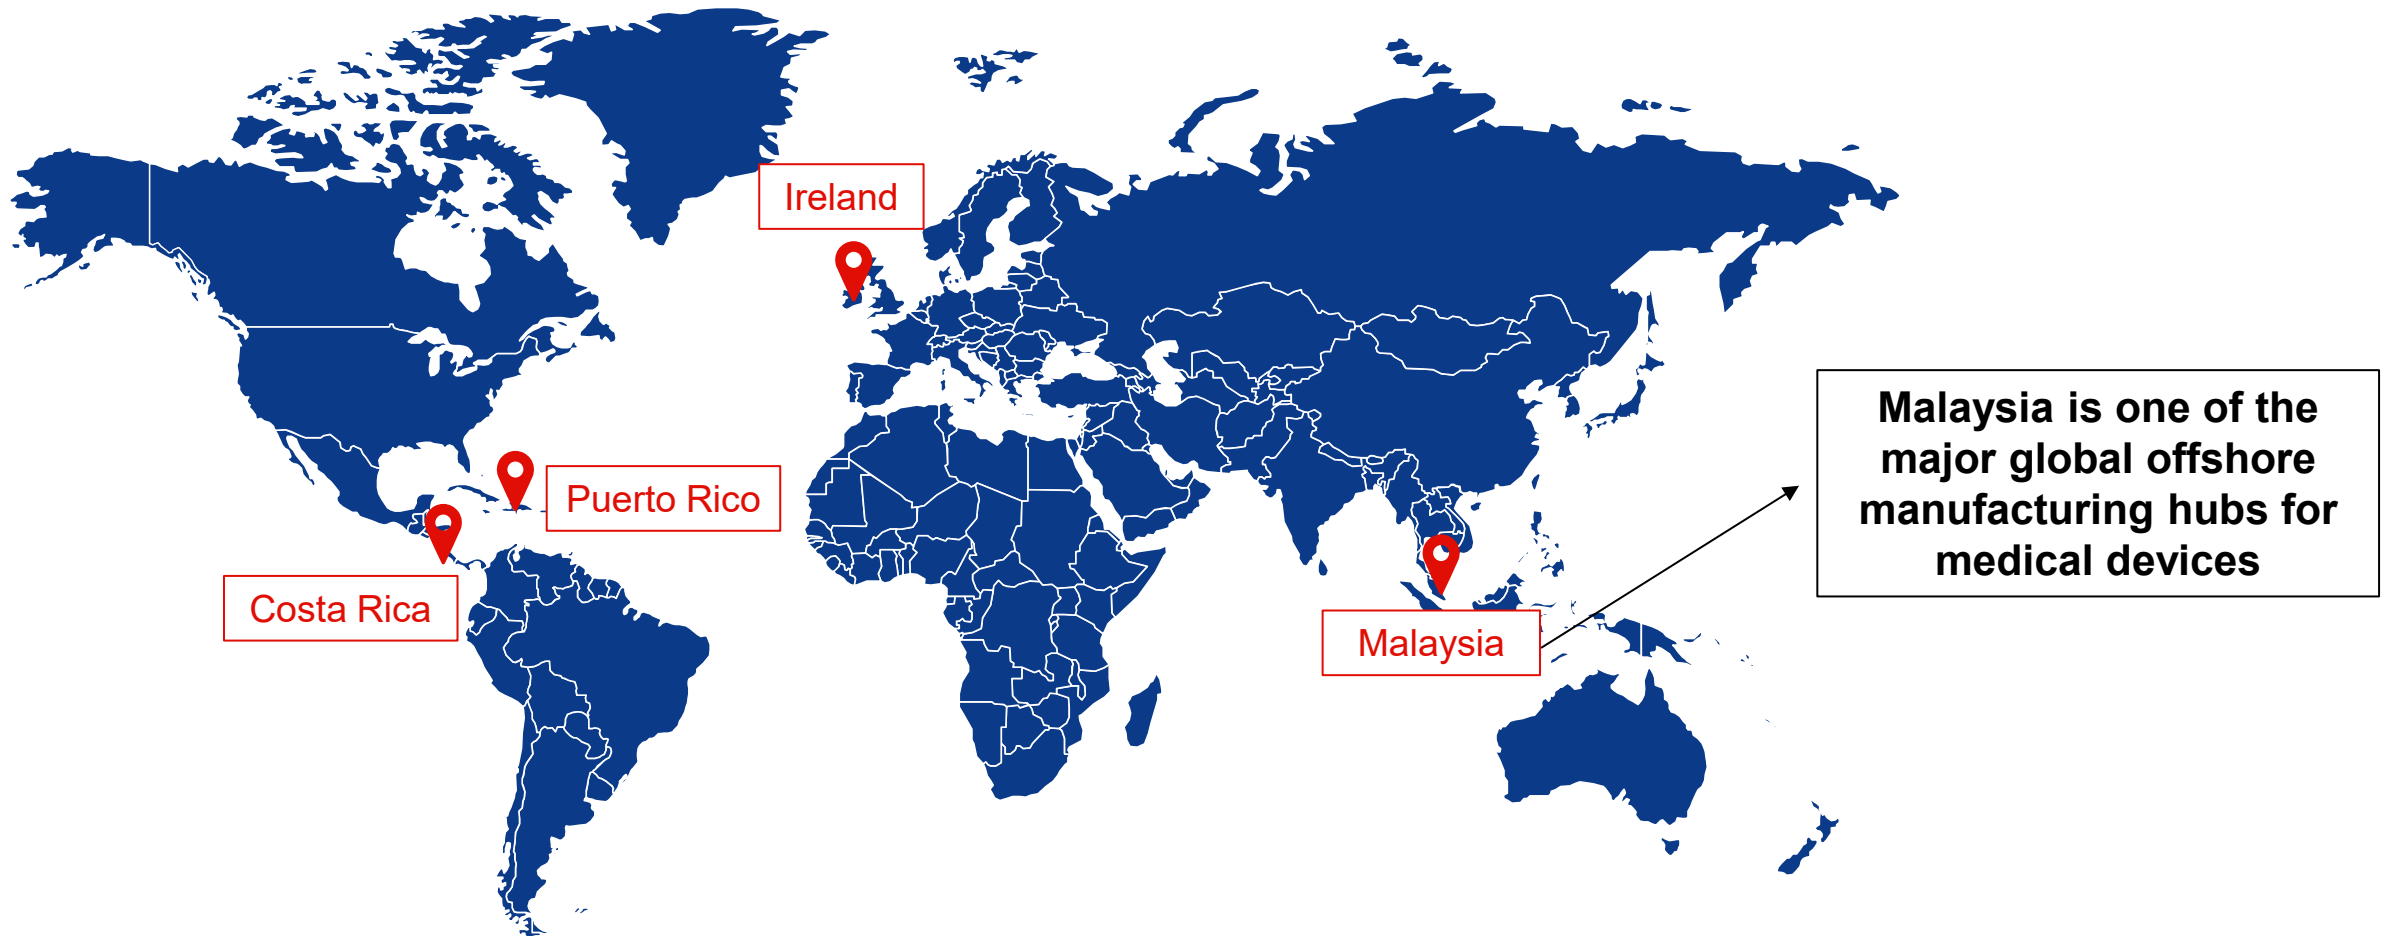 Ireland
Puerto Rico
Costa Rica
Malaysia
Malaysia is one of the
major global offshore
manufacturing hubs for
medical devices